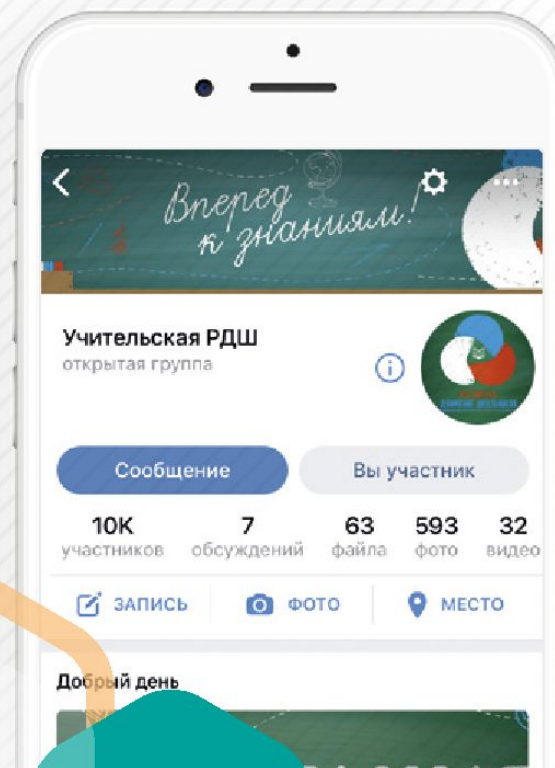 Вперед
к знаниям!
Учительская РДШ
открытая группа
Сообщение
Вы участник
10К 7 63 593 32
участников обсуждений файла фото видео
ЗАПИСЬ ФОТО МЕСТО
Добрый день